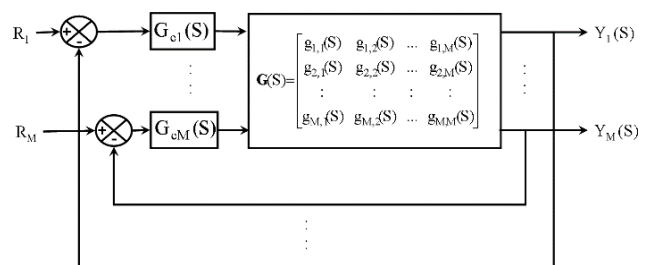 R1 + - Gc1(S) Y1(S)
G(S)= g1,1(S) g1,2(S) ... g1,M(S)
g2,1(S) g2,2(S) ... g2,M(S)
: : : :
gM,1(S) gM,2(S) ... gM,M(S)
RM + - GcM(S) YM(S)